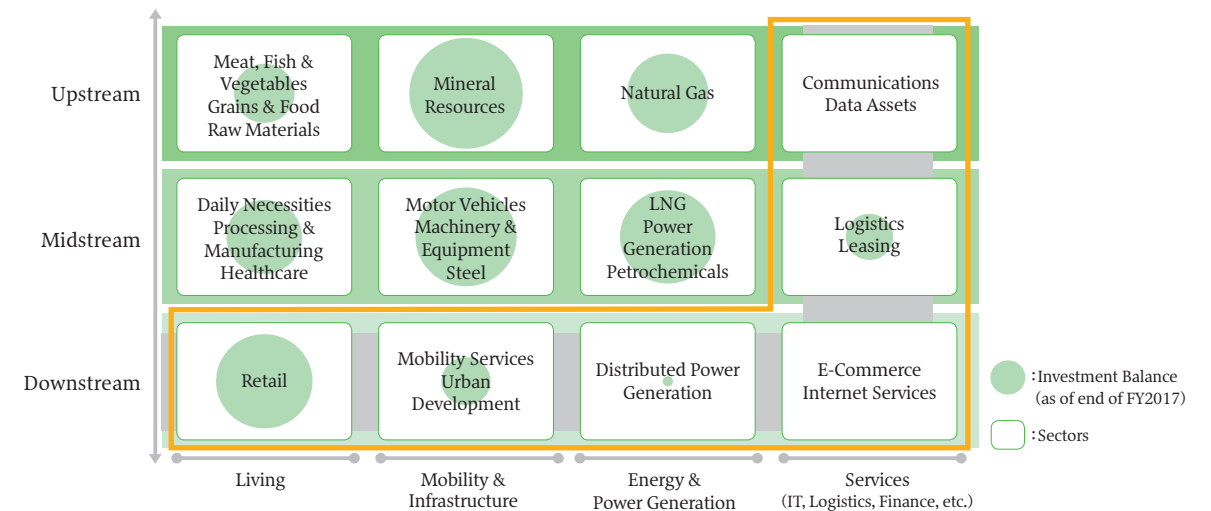 Upstream
Meat, Fish &
Vegetables
Grains & Food
Raw Materials
Mineral
Resources
Natural Gas
Communications
Data Assets
Midstream
Daily Necessities
Processing &
Manufacturing
Healthcare
Motor Vehicles
Machinery &
Equipment
Steel
LNG
Power
Generation
Petrochemicals
Logistics
Leasing
Downstream
Retail
Mobility Services
Urban
Development
Distributed Power
Generation
E-Commerce
Internet Services
:Investment Balance
(as of end of FY2017)
:Sectors
Living
Mobility &
Infrastructure
Energy &
Power Generation
Services
(IT, Logistics, Finance, etc.)